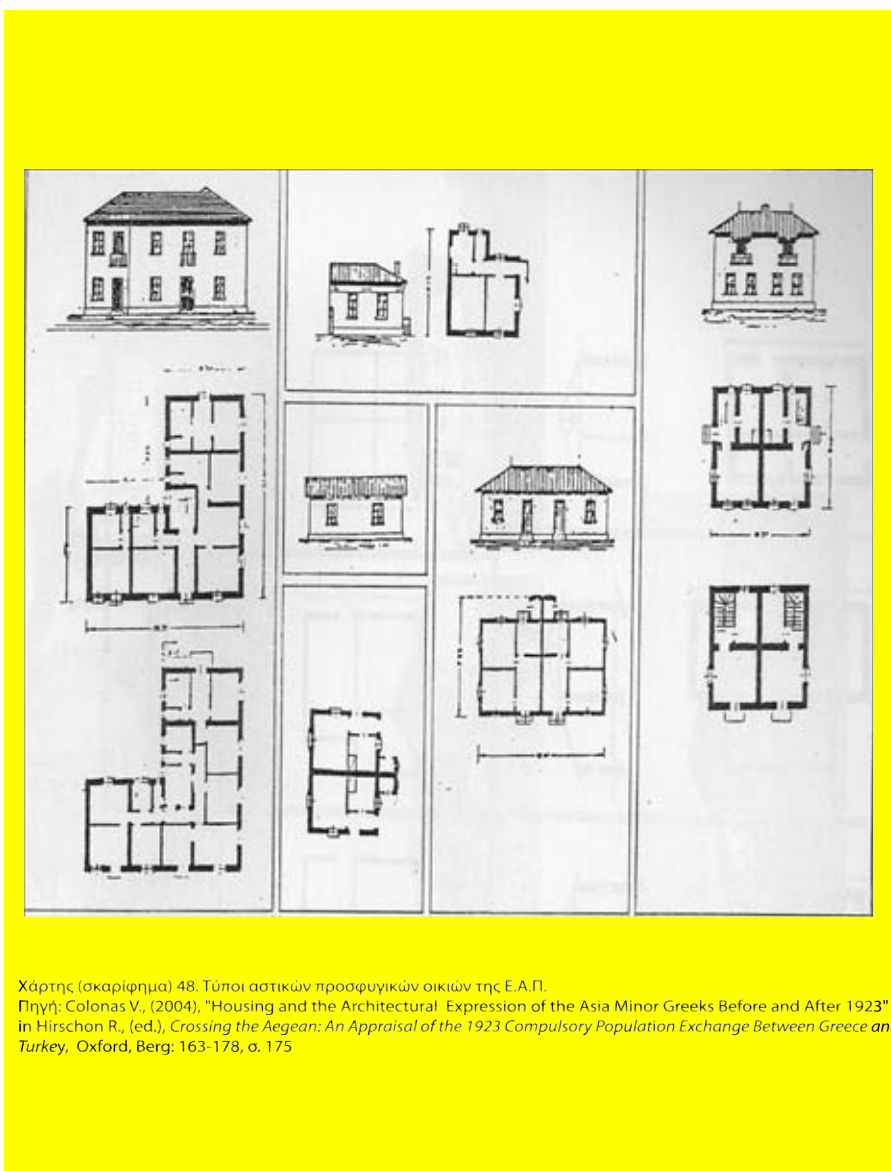 Χάρτης (σκαρίφημα) 48. Τύποι αστικών προσφυγικών οικιών της Ε.Α.Π.
Πηγή: Colonas V., (2004), "Housing and the Architectural Expression of the Asia Minor Greeks Before and After 1923"
in Hirschon R., (ed.), Crossing the Aegean: An Appraisal of the 1923 Compulsory Population Exchange Between Greece an
Turkey, Oxford, Berg: 163-178, σ. 175